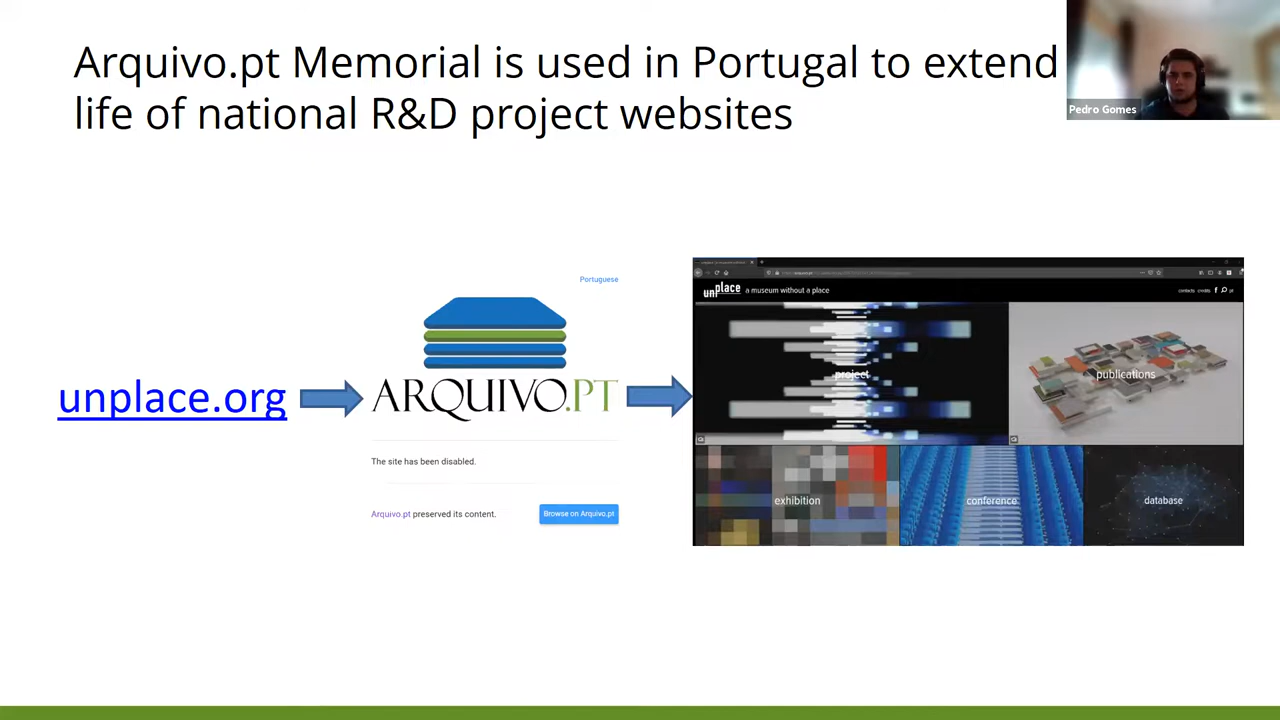 Arquivo.pt Memorial is used in Portugal to extend
life of national R&D project websites
Pedro Gomes
unplace.org
Portuguese
ARQUIVO.PT
The site has been disabled.
Arquivo.pt preserved its content.
Browse on Arquivo.pt
unplace
a museum without a place
contacts
credits
f
pt
project
publications
exhibition
conference
database